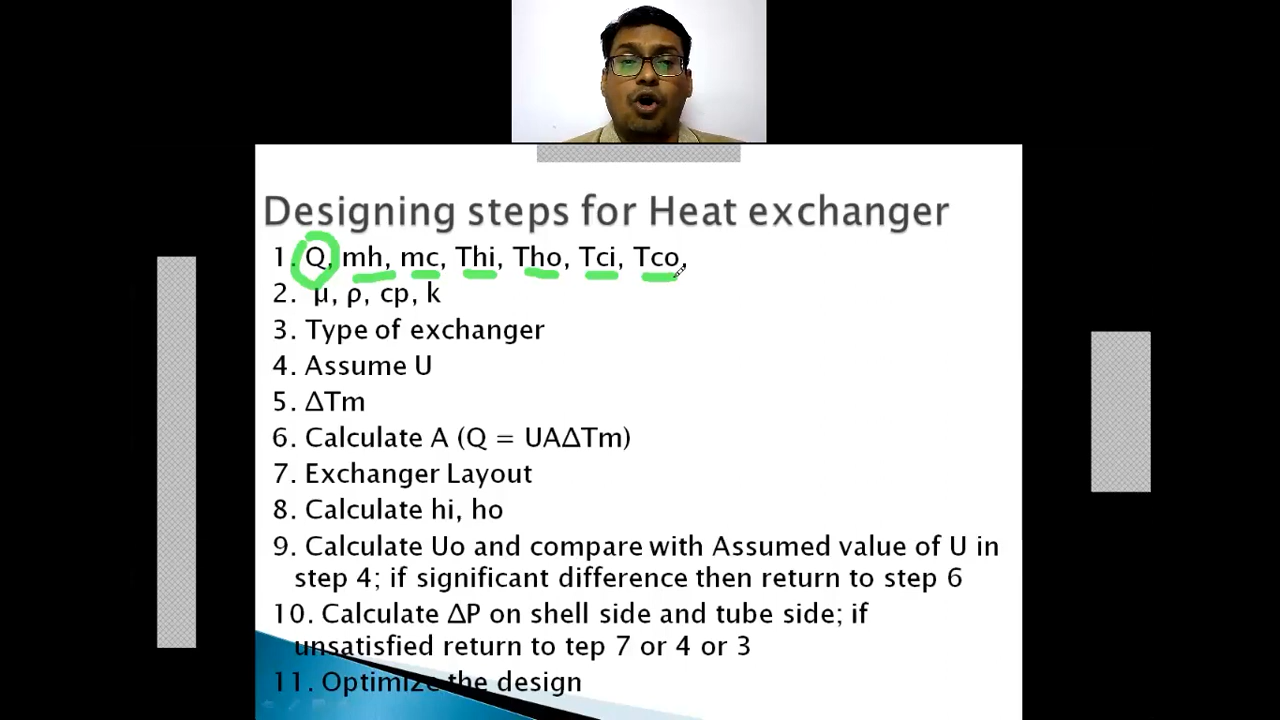 Designing steps for Heat exchanger
1. Q, mh, mc, Thi, Tho, Tci, Tco,
2. μ, ρ, cp, k
3. Type of exchanger
4. Assume U
5. ΔTm
6. Calculate A (Q = UAΔTm)
7. Exchanger Layout
8. Calculate hi, ho
9. Calculate Uo and compare with Assumed value of U in
step 4; if significant difference then return to step 6
10. Calculate ΔP on shell side and tube side; if
unsatisfied return to tep 7 or 4 or 3
11. Optimize the design